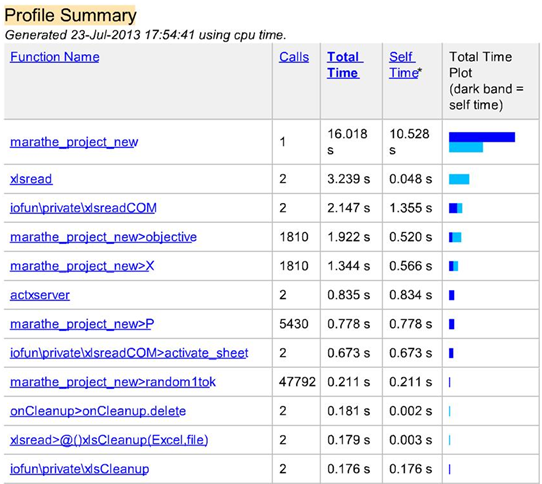 Profile Summary
Generated 23-Jul-2013 17:54:41 using cpu time.
Function Name Calls Total Time Self Time* Total Time Plot (dark band = self time)
marathe_project_new 1 16.018 s 10.528 s
xlsread 2 3.239 s 0.048 s
iofun\private\xlsreadCOM 2 2.147 s 1.355 s
marathe_project_new>objective 1810 1.922 s 0.520 s
marathe_project_new>X 1810 1.344 s 0.566 s
actxserver 2 0.835 s 0.834 s
marathe_project_new>P 5430 0.778 s 0.778 s
iofun\private\xlsreadCOM>activate_sheet 2 0.673 s 0.673 s
marathe_project_new>random1tok 47792 0.211 s 0.211 s
onCleanup>onCleanup.delete 2 0.181 s 0.002 s
xlsread>@()xlsCleanup(Excel,file) 2 0.179 s 0.003 s
iofun\private\xlsCleanup 2 0.176 s 0.176 s